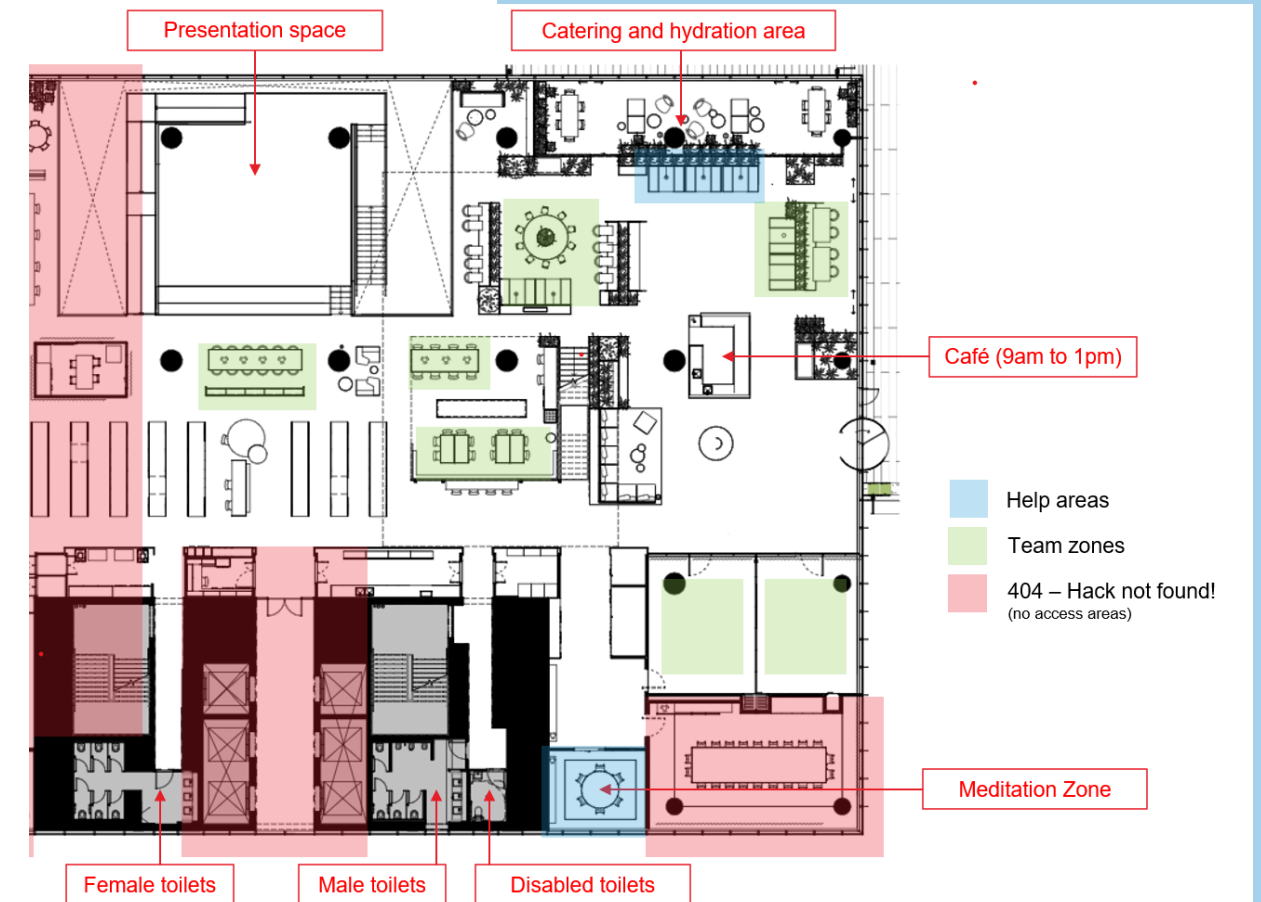 Presentation space
Catering and hydration area
Café (9am to 1pm)
Help areas
Team zones
404 – Hack not found!
(no access areas)
Meditation Zone
Female toilets
Male toilets
Disabled toilets